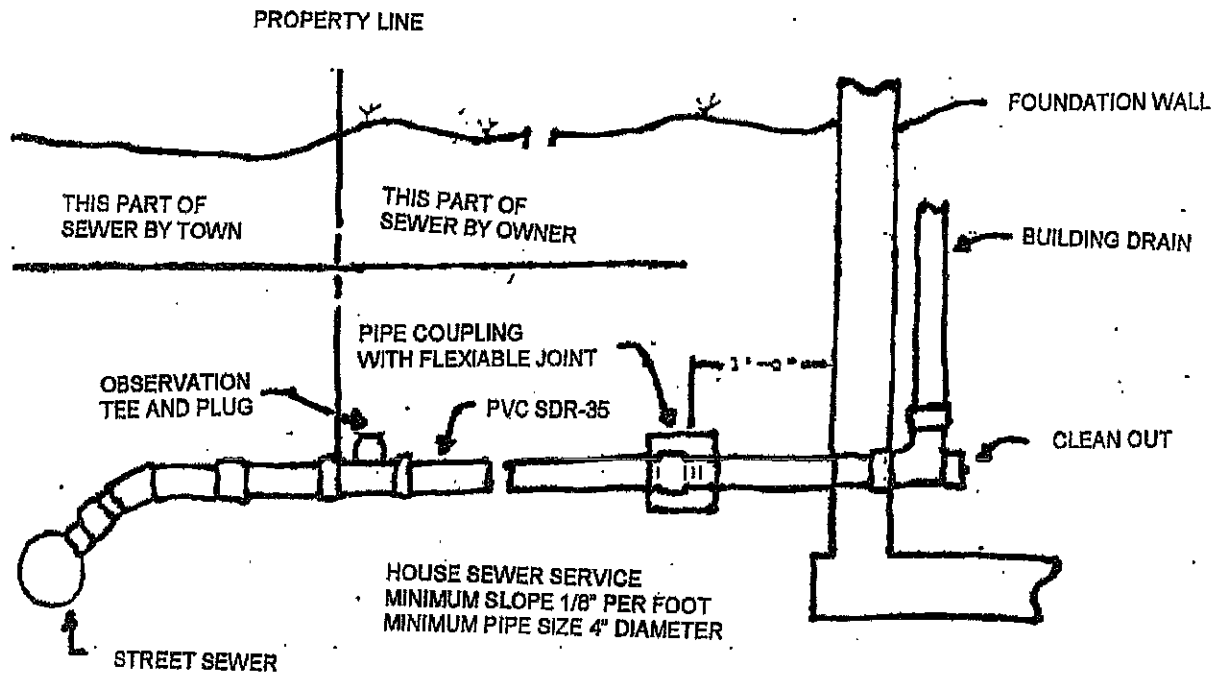 PROPERTY LINE
FOUNDATION WALL
THIS PART OF
SEWER BY TOWN
THIS PART OF
SEWER BY OWNER
BUILDING DRAIN
PIPE COUPLING
WITH FLEXIABLE JOINT
OBSERVATION
TEE AND PLUG
PVC SDR-35
CLEAN OUT
HOUSE SEWER SERVICE
MINIMUM SLOPE 1/8" PER FOOT
MINIMUM PIPE SIZE 4" DIAMETER
STREET SEWER